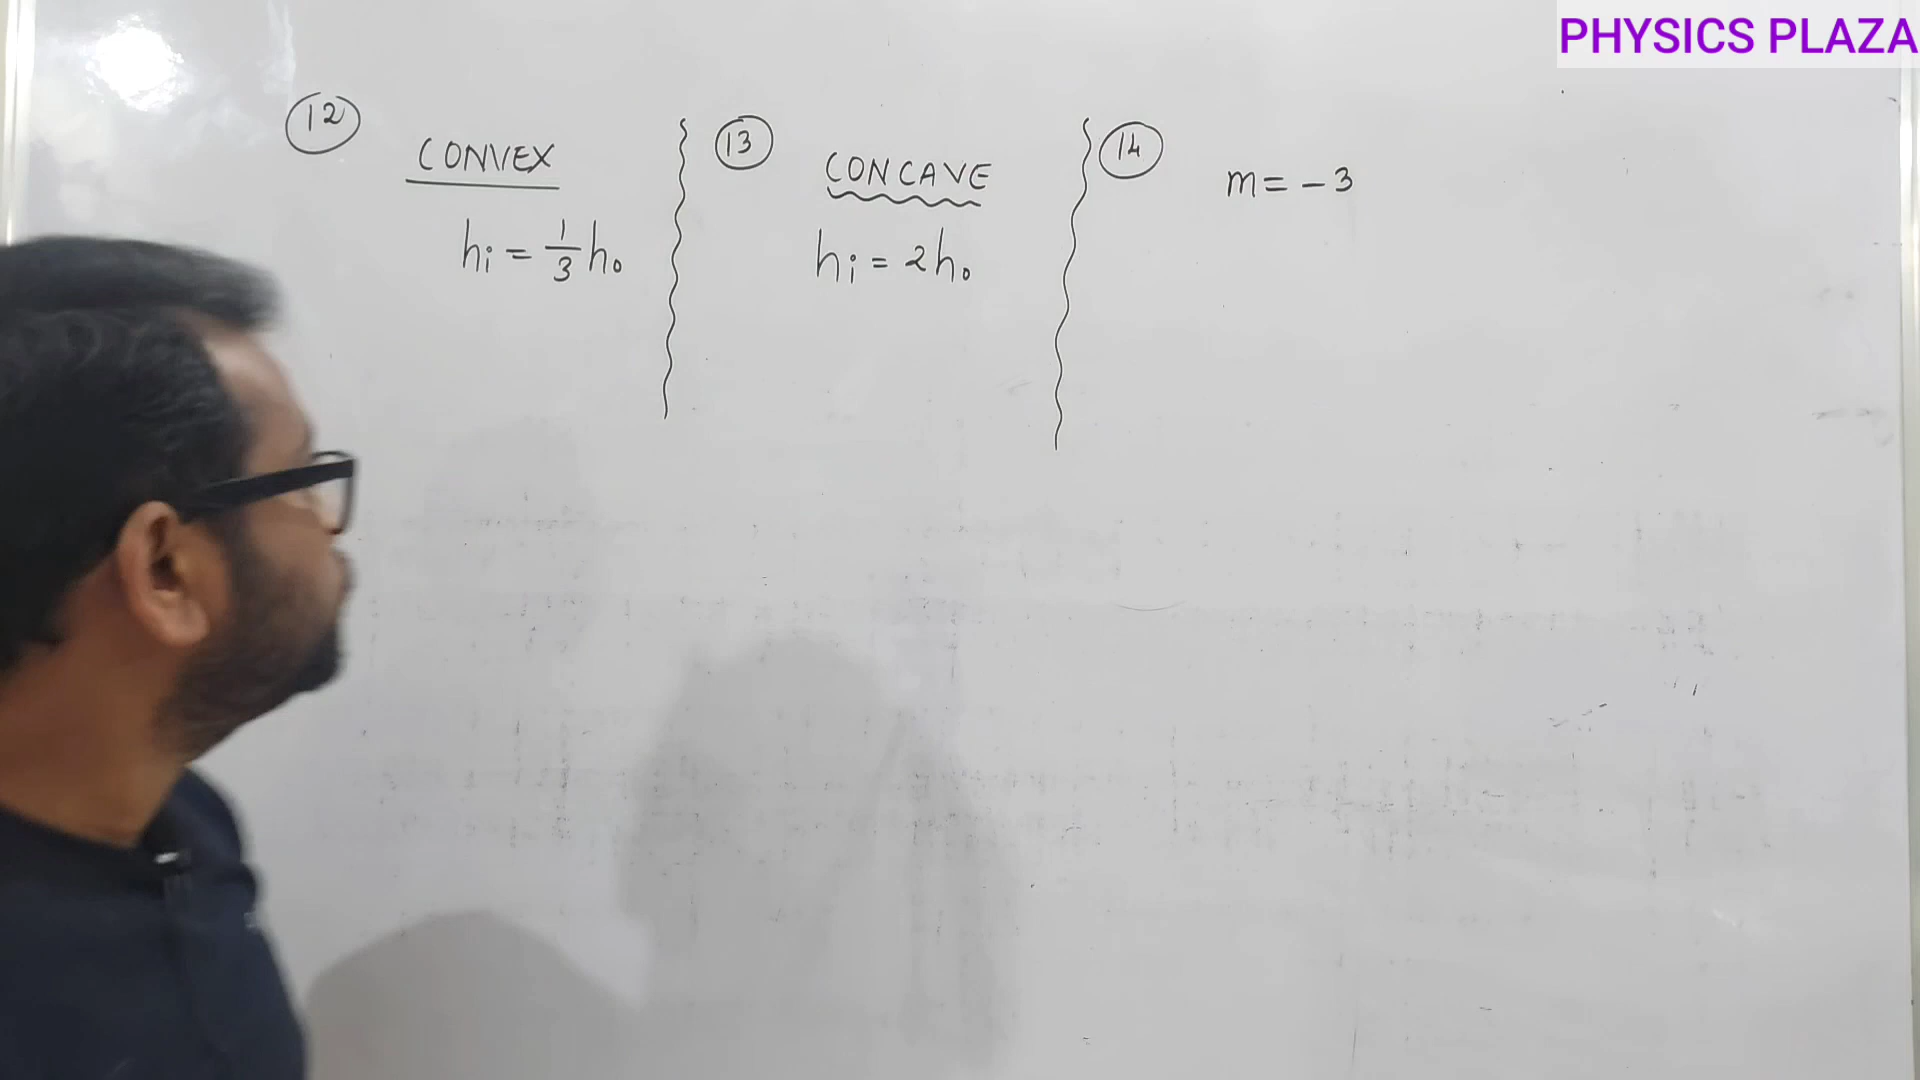 PHYSICS PLAZA
12
CONVEX
hi = 1/3 ho
13
CONCAVE
hi = 2ho
14
m = -3